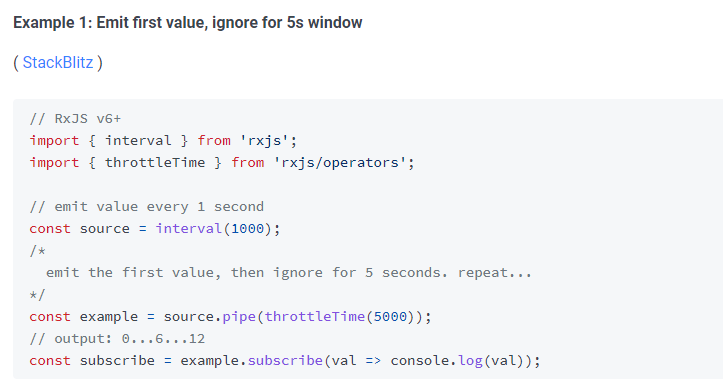 Example 1: Emit first value, ignore for 5s window
( StackBlitz )
// RxJS v6+
import { interval } from 'rxjs';
import { throttleTime } from 'rxjs/operators';
// emit value every 1 second
const source = interval(1000);
/*
  emit the first value, then ignore for 5 seconds. repeat...
*/
const example = source.pipe(throttleTime(5000));
// output: 0...6...12
const subscribe = example.subscribe(val => console.log(val));